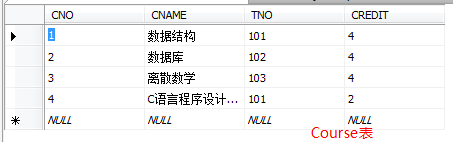 CNO CNAME TNO CREDIT
1 数据结构 101 4
2 数据库 102 4
3 离散数学 103 4
4 C语言程序设计... 101 2
NULL NULL NULL NULL
Course表